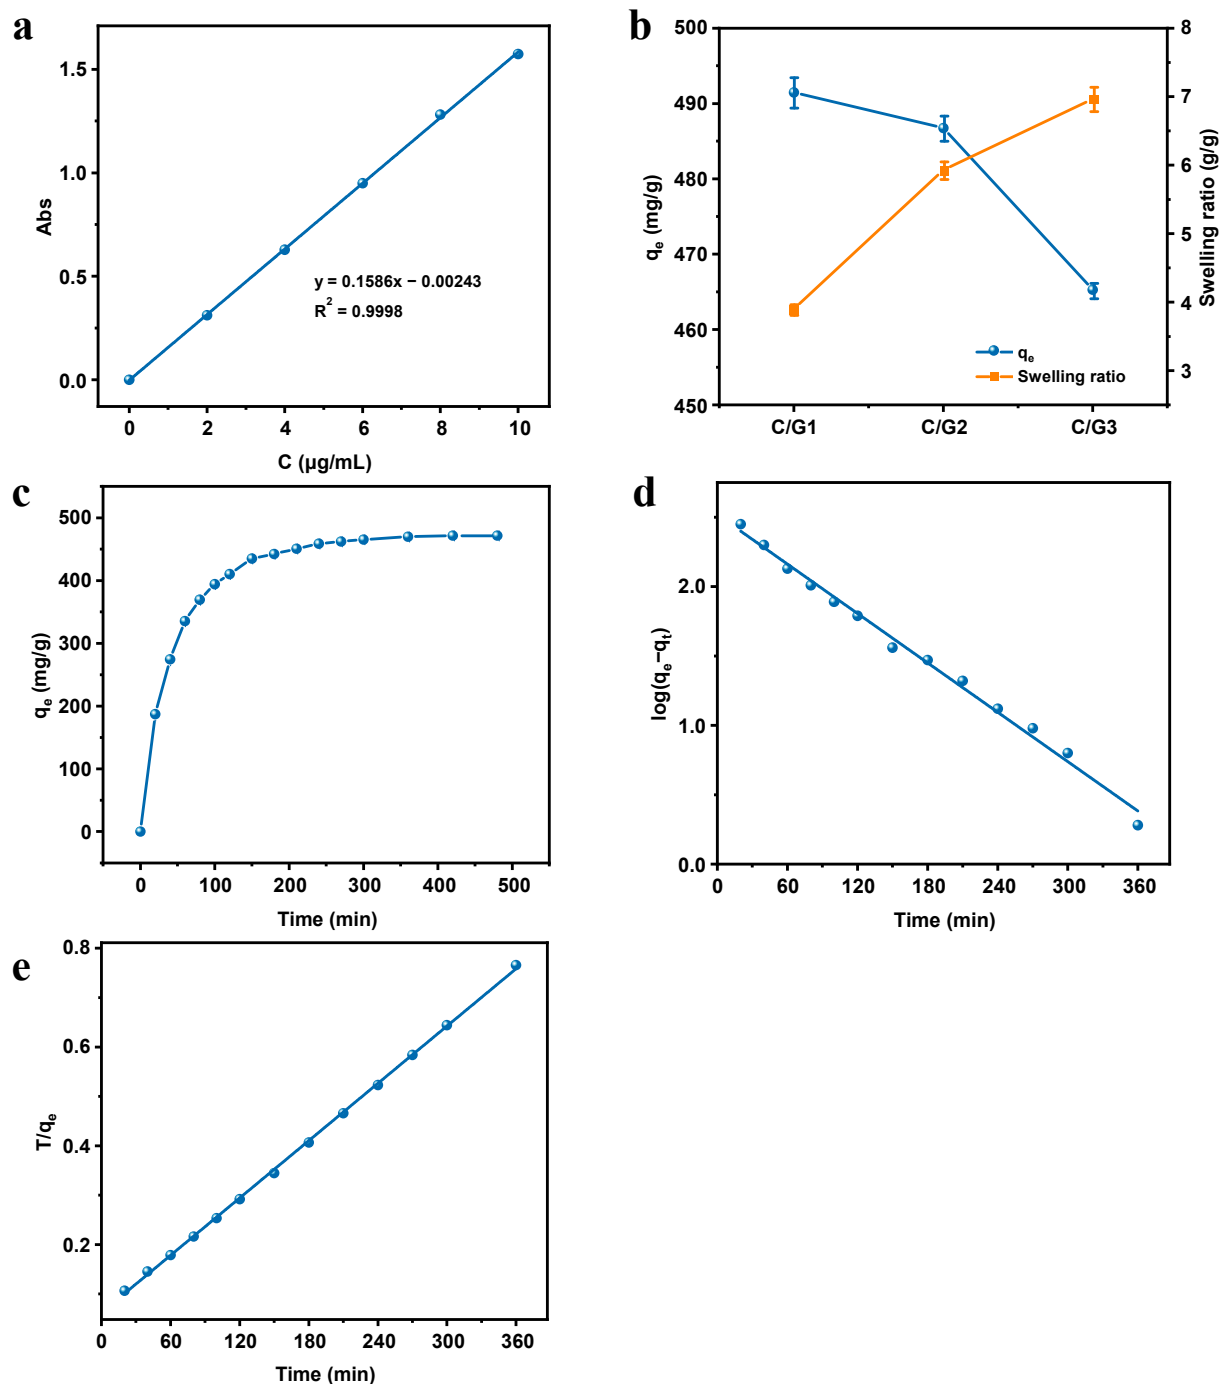 a
1.5
1.0
0.5
0.0
Abs
y = 0.1586x − 0.00243
R² = 0.9998
0 2 4 6 8 10
C (µg/mL)
b
500
490
480
470
460
450
qₑ (mg/g)
8
7
6
5
4
3
Swelling ratio (g/g)
qₑ
Swelling ratio
C/G1 C/G2 C/G3
c
500
400
300
200
100
0
qₑ (mg/g)
0 100 200 300 400 500
Time (min)
d
2.0
1.0
0.0
log(qₑ−qₜ)
0 60 120 180 240 300 360
Time (min)
e
0.8
0.6
0.4
0.2
T/qₑ
0 60 120 180 240 300 360
Time (min)